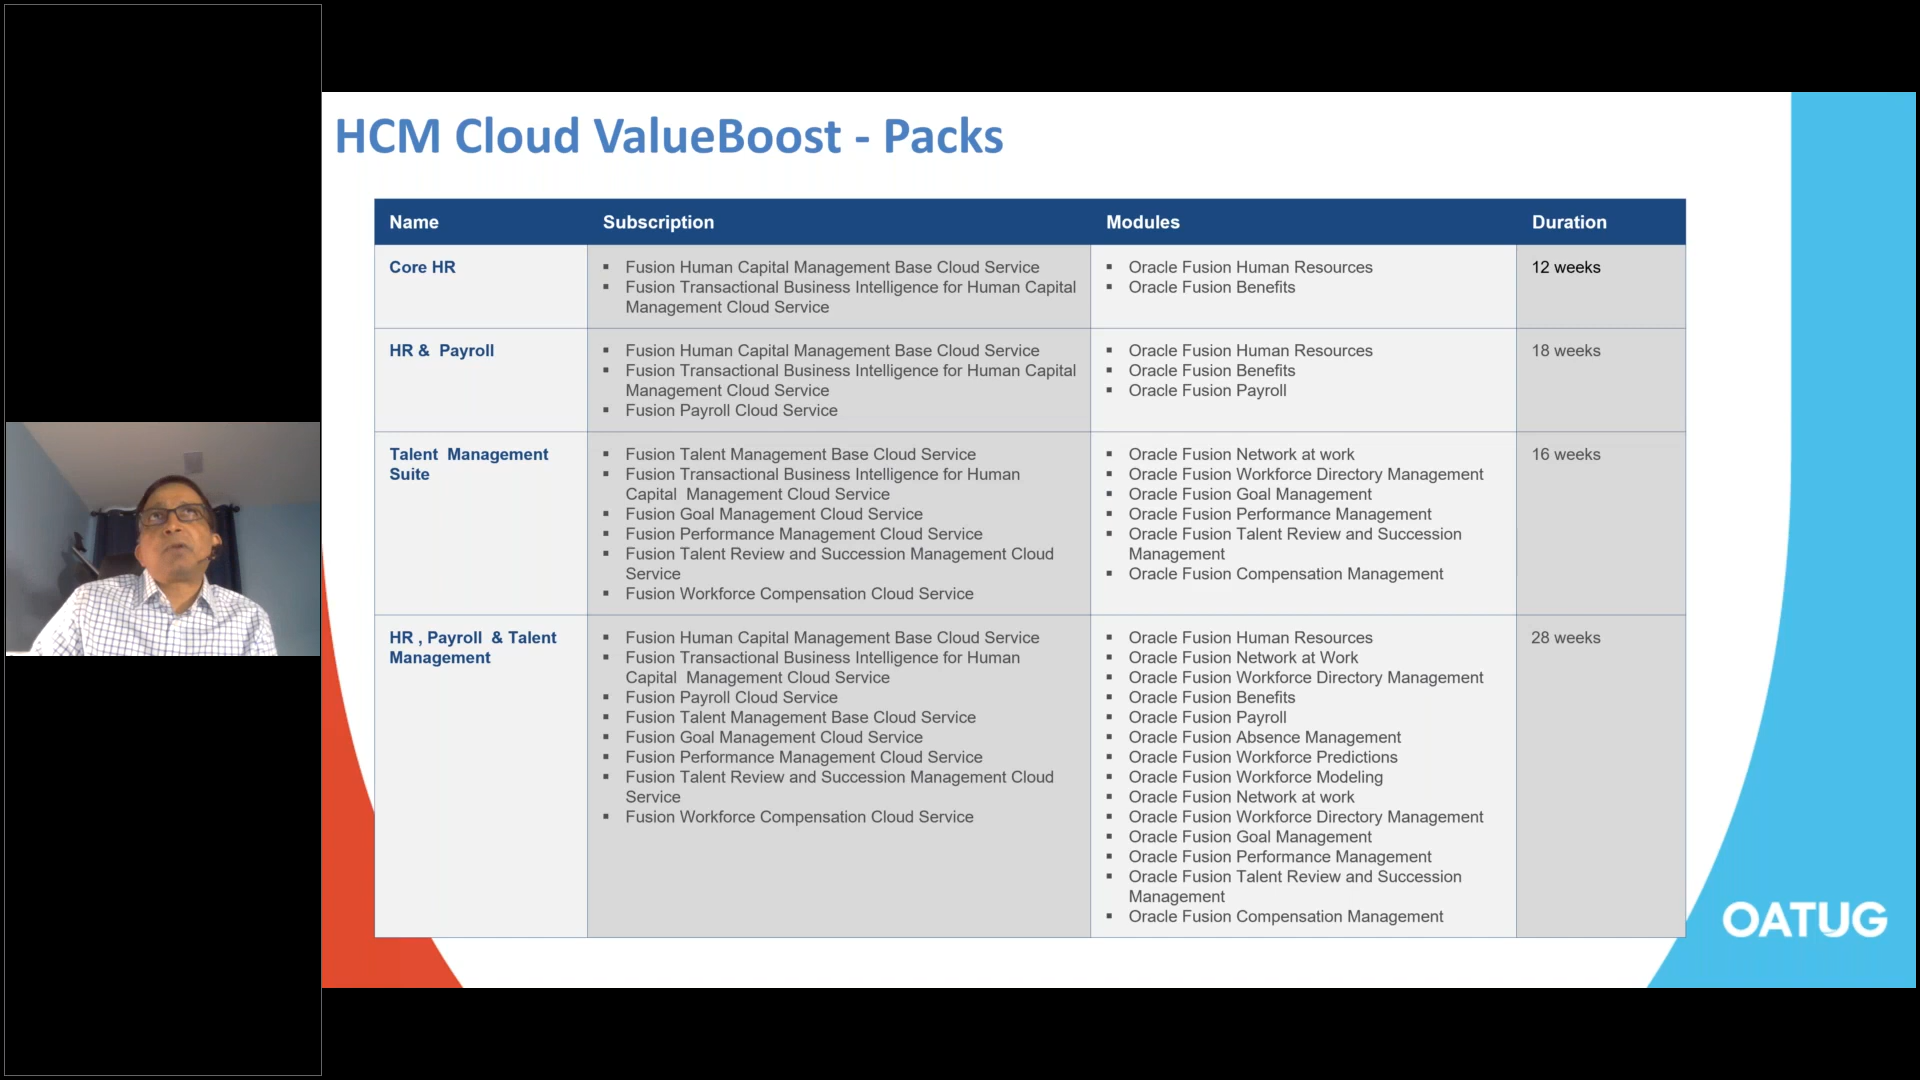 HCM Cloud ValueBoost - Packs
Name
Subscription
Modules
Duration
Core HR
▪ Fusion Human Capital Management Base Cloud Service
▪ Fusion Transactional Business Intelligence for Human Capital
Management Cloud Service
▪ Oracle Fusion Human Resources
▪ Oracle Fusion Benefits
12 weeks
HR & Payroll
▪ Fusion Human Capital Management Base Cloud Service
▪ Fusion Transactional Business Intelligence for Human Capital
Management Cloud Service
▪ Fusion Payroll Cloud Service
▪ Oracle Fusion Human Resources
▪ Oracle Fusion Benefits
▪ Oracle Fusion Payroll
18 weeks
Talent Management
Suite
▪ Fusion Talent Management Base Cloud Service
▪ Fusion Transactional Business Intelligence for Human
Capital Management Cloud Service
▪ Fusion Goal Management Cloud Service
▪ Fusion Performance Management Cloud Service
▪ Fusion Talent Review and Succession Management Cloud
Service
▪ Fusion Workforce Compensation Cloud Service
▪ Oracle Fusion Network at work
▪ Oracle Fusion Workforce Directory Management
▪ Oracle Fusion Goal Management
▪ Oracle Fusion Performance Management
▪ Oracle Fusion Talent Review and Succession
Management
▪ Oracle Fusion Compensation Management
16 weeks
HR , Payroll & Talent
Management
▪ Fusion Human Capital Management Base Cloud Service
▪ Fusion Transactional Business Intelligence for Human
Capital Management Cloud Service
▪ Fusion Payroll Cloud Service
▪ Fusion Talent Management Base Cloud Service
▪ Fusion Goal Management Cloud Service
▪ Fusion Performance Management Cloud Service
▪ Fusion Talent Review and Succession Management Cloud
Service
▪ Fusion Workforce Compensation Cloud Service
▪ Oracle Fusion Human Resources
▪ Oracle Fusion Network at Work
▪ Oracle Fusion Workforce Directory Management
▪ Oracle Fusion Benefits
▪ Oracle Fusion Payroll
▪ Oracle Fusion Absence Management
▪ Oracle Fusion Workforce Predictions
▪ Oracle Fusion Workforce Modeling
▪ Oracle Fusion Network at work
▪ Oracle Fusion Workforce Directory Management
▪ Oracle Fusion Goal Management
▪ Oracle Fusion Performance Management
▪ Oracle Fusion Talent Review and Succession
Management
▪ Oracle Fusion Compensation Management
28 weeks
OATUG